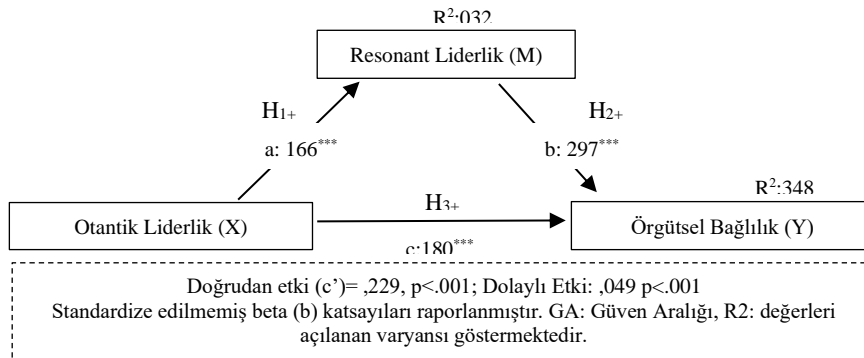 R2:032
Resonant Liderlik (M)
H1+
H2+
a: 166***
b: 297***
R2:348
H3+
Otantik Liderlik (X)
Örgütsel Bağlılık (Y)
c:180***
Doğrudan etki (c’)= ,229, p<.001; Dolaylı Etki: ,049 p<.001
Standardize edilmemiş beta (b) katsayıları raporlanmıştır. GA: Güven Aralığı, R2: değerleri
açılanan varyansı göstermektedir.